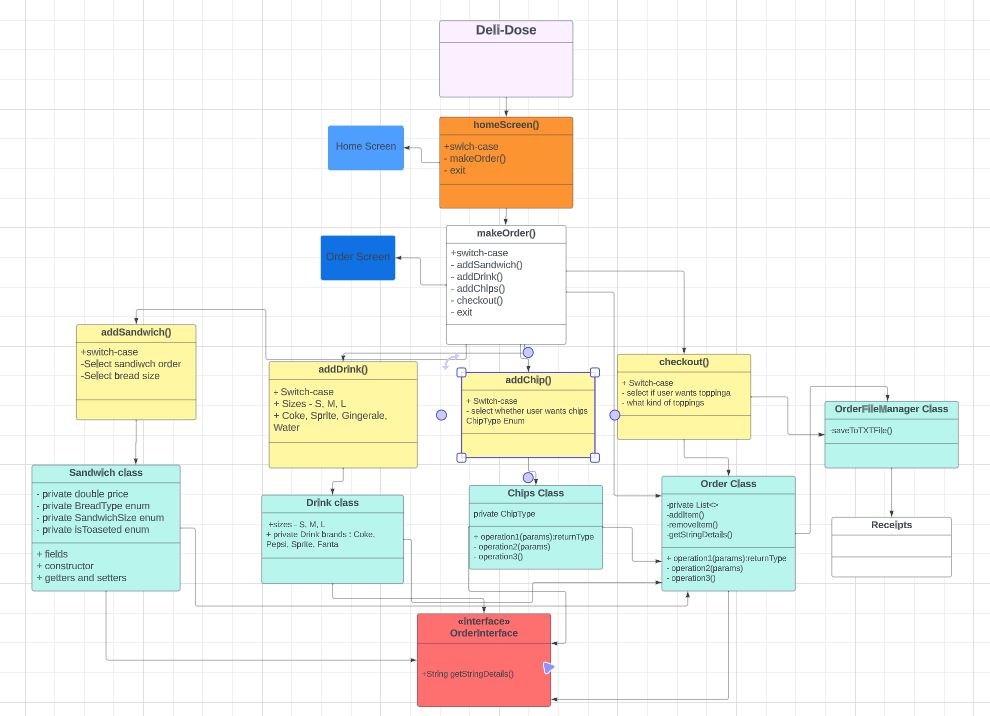 Deli-Dose
homeScreen()
+swich-case
- makeOrder()
- exit
Home Screen
makeOrder()
+switch-case
- addSandwich()
- addDrink()
- addChips()
- checkout()
- exit
Order Screen
addSandwich()
+switch-case
-Select sandiwch order
-Select bread size
addDrink()
+ Switch-case
+ Sizes - S, M, L
+ Coke, Sprite, Gingerale,
Water
addChip()
+ Switch-case
- select whether user wants chips
ChipType Enum
checkout()
+ Switch-case
- select if user wants toppinga
- what kind of toppings
OrderFileManager Class
-saveToTXTFile()
Sandwich class
- private double price
- private BreadType enum
- private SandwichSize enum
- private isToaseted enum
+ fields
+ constructor
+ getters and setters
Drink class
+sizes - S, M, L
+ private Drink brands : Coke,
Pepsi, Sprite, Fanta
Chips Class
private ChipType
+ operation1(params):returnType
- operation2(params)
- operation3()
Order Class
-private List<>
-addItem()
-removeItem()
-getStringDetails()
+ operation1(params):returnType
- operation2(params)
- operation3()
Receipts
«interface»
OrderInterface
+String getStringDetails()